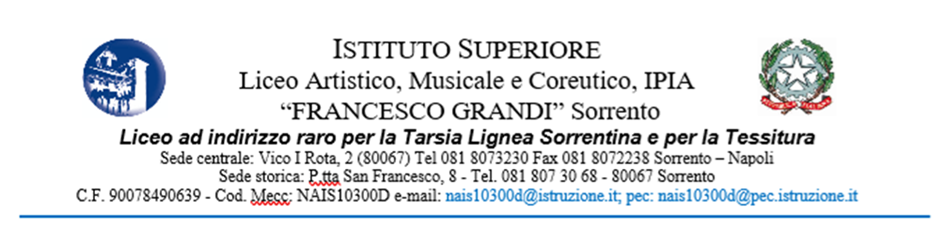 ISTITUTO SUPERIORE
Liceo Artistico, Musicale e Coreutico, IPIA
“FRANCESCO GRANDI” Sorrento
Liceo ad indirizzo raro per la Tarsia Lignea Sorrentina e per la Tessitura
Sede centrale: Vico I Rota, 2 (80067) Tel 081 8073230 Fax 081 8072238 Sorrento – Napoli
Sede storica: P.tta San Francesco, 8 - Tel. 081 807 30 68 - 80067 Sorrento
C.F. 90078490639 - Cod. Mecc: NAIS10300D e-mail: nais10300d@istruzione.it; pec: nais10300d@pec.istruzione.it